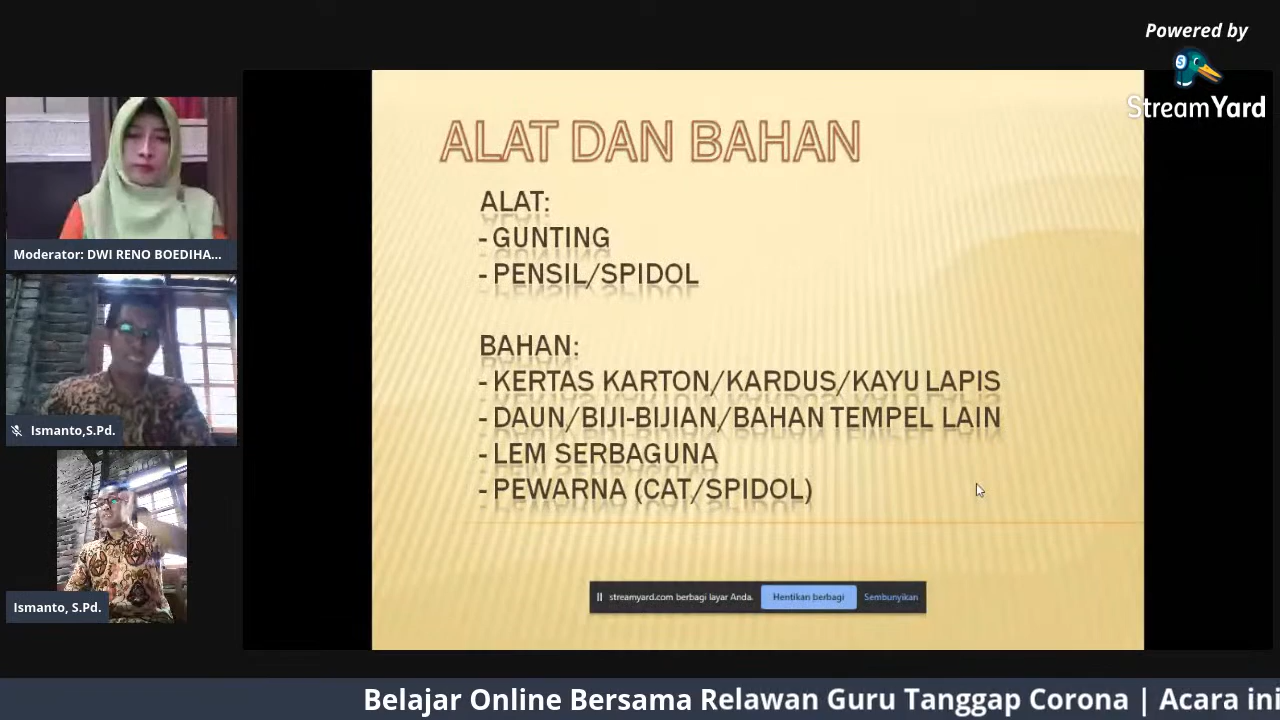 Powered by
StreamYard
ALAT DAN BAHAN
ALAT:
- GUNTING
- PENSIL/SPIDOL
BAHAN:
- KERTAS KARTON/KARDUS/KAYU LAPIS
- DAUN/BIJI-BIJIAN/BAHAN TEMPEL LAIN
- LEM SERBAGUNA
- PEWARNA (CAT/SPIDOL)
streamyard.com berbagi layar Anda.
Hentikan berbagi
Sembunyikan
Moderator: DWI RENO BOEDIHA...
Ismanto,S.Pd.
Ismanto, S.Pd.
Belajar Online Bersama Relawan Guru Tanggap Corona | Acara ini